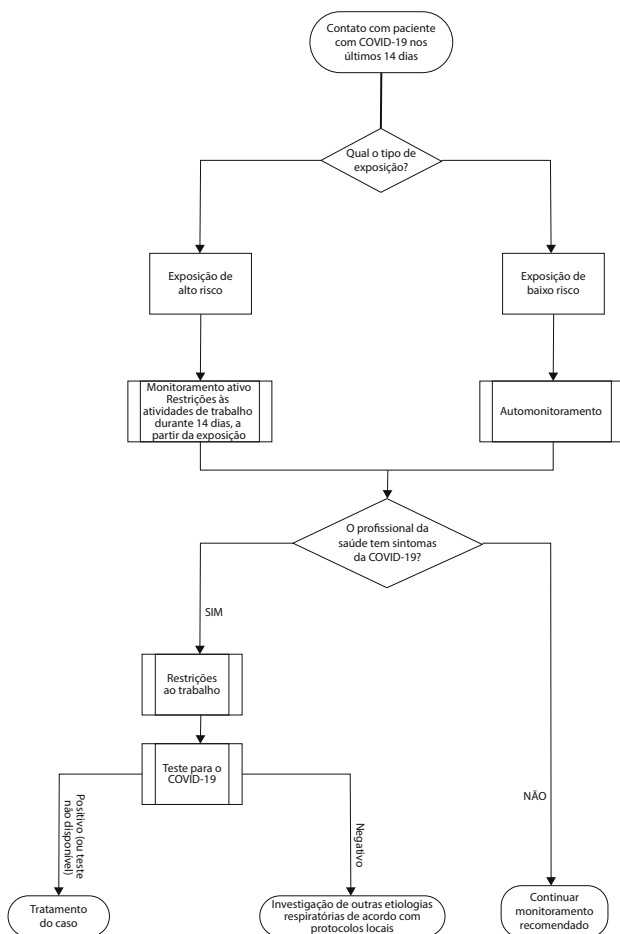 Contato com paciente
com COVID-19 nos
últimos 14 dias
Qual o tipo de
exposição?
Exposição de
alto risco
Exposição de
baixo risco
Monitoramento ativo
Restrições às
atividades de trabalho
durante 14 dias, a
partir da exposição
Automonitoramento
O profissional da
saúde tem sintomas
da COVID-19?
SIM
Restrições
ao trabalho
Teste para o
COVID-19
NÃO
Positivo (ou teste
não disponível)
Negativo
Tratamento
do caso
Investigação de outras etiologias
respiratórias de acordo com
protocolos locais
Continuar
monitoramento
recomendado